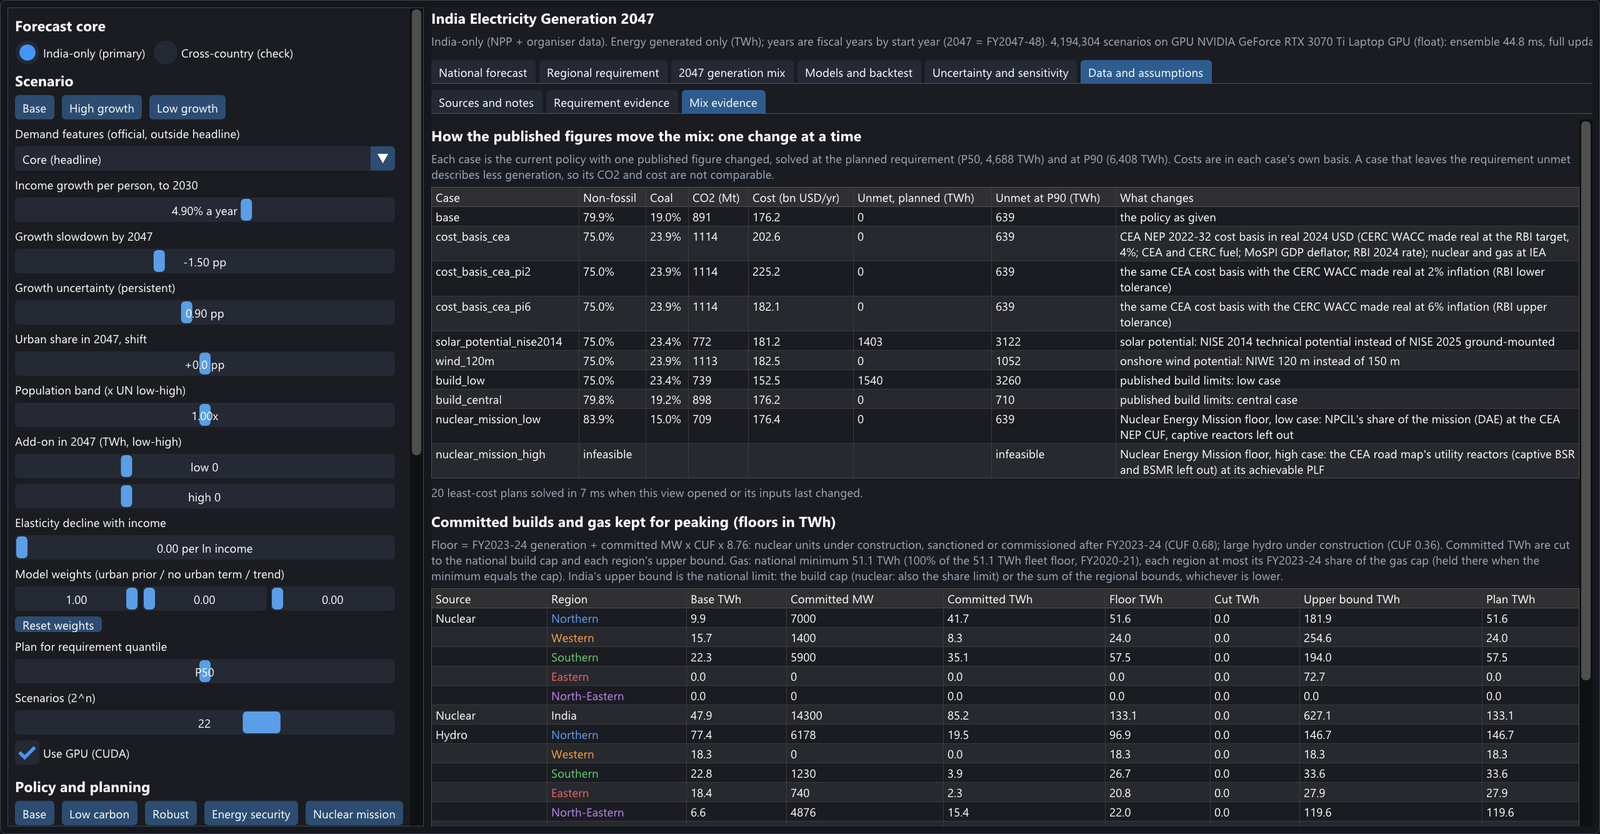 Forecast core
India-only (primary)
Cross-country (check)
Scenario
Base
High growth
Low growth
Demand features (official, outside headline)
Core (headline)
Income growth per person, to 2030
4.90% a year
Growth slowdown by 2047
-1.50 pp
Growth uncertainty (persistent)
0.90 pp
Urban share in 2047, shift
+0.0 pp
Population band (x UN low-high)
1.00x
Add-on in 2047 (TWh, low-high)
low 0
high 0
Elasticity decline with income
0.00 per ln income
Model weights (urban prior / no urban term / trend)
1.00 0.00 0.00
Reset weights
Plan for requirement quantile
P50
Scenarios (2^n)
22
Use GPU (CUDA)
Policy and planning
Base
Low carbon
Robust
Energy security
Nuclear mission
India Electricity Generation 2047
India-only (NPP + organiser data). Energy generated only (TWh); years are fiscal years by start year (2047 = FY2047-48). 4,194,304 scenarios on GPU NVIDIA GeForce RTX 3070 Ti Laptop GPU (float): ensemble 44.8 ms, full upda
National forecast
Regional requirement
2047 generation mix
Models and backtest
Uncertainty and sensitivity
Data and assumptions
Sources and notes
Requirement evidence
Mix evidence
How the published figures move the mix: one change at a time
Each case is the current policy with one published figure changed, solved at the planned requirement (P50, 4,688 TWh) and at P90 (6,408 TWh). Costs are in each case's own basis. A case that leaves the requirement unmet
describes less generation, so its CO2 and cost are not comparable.
Case Non-fossil Coal CO2 (Mt) Cost (bn USD/yr) Unmet, planned (TWh) Unmet at P90 (TWh) What changes
base 79.9% 19.0% 891 176.2 0 639 the policy as given
cost_basis_cea 75.0% 23.9% 1114 202.6 0 639 CEA NEP 2022-32 cost basis in real 2024 USD (CERC WACC made real at the RBI target,
4%; CEA and CERC fuel; MoSPI GDP deflator; RBI 2024 rate); nuclear and gas at IEA
cost_basis_cea_pi2 75.0% 23.9% 1114 225.2 0 639 the same CEA cost basis with the CERC WACC made real at 2% inflation (RBI lower
tolerance)
cost_basis_cea_pi6 75.0% 23.9% 1114 182.1 0 639 the same CEA cost basis with the CERC WACC made real at 6% inflation (RBI upper
tolerance)
solar_potential_nise2014 75.0% 23.4% 772 181.2 1403 3122 solar potential: NISE 2014 technical potential instead of NISE 2025 ground-mounted
wind_120m 75.0% 23.9% 1113 182.5 0 1052 onshore wind potential: NIWE 120 m instead of 150 m
build_low 75.0% 23.4% 739 152.5 1540 3260 published build limits: low case
build_central 79.8% 19.2% 898 176.2 0 710 published build limits: central case
nuclear_mission_low 83.9% 15.0% 709 176.4 0 639 Nuclear Energy Mission floor, low case: NPCIL's share of the mission (DAE) at the CEA
NEP CUF, captive reactors left out
nuclear_mission_high infeasible infeasible Nuclear Energy Mission floor, high case: the CEA road map's utility reactors (captive BSR
and BSMR left out) at its achievable PLF
20 least-cost plans solved in 7 ms when this view opened or its inputs last changed.
Committed builds and gas kept for peaking (floors in TWh)
Floor = FY2023-24 generation + committed MW x CUF x 8.76: nuclear units under construction, sanctioned or commissioned after FY2023-24 (CUF 0.68); large hydro under construction (CUF 0.36). Committed TWh are cut
to the national build cap and each region's upper bound. Gas: national minimum 51.1 TWh (100% of the 51.1 TWh fleet floor, FY2020-21), each region at most its FY2023-24 share of the gas cap (held there when the
minimum equals the cap). India's upper bound is the national limit: the build cap (nuclear: also the share limit) or the sum of the regional bounds, whichever is lower.
Source Region Base TWh Committed MW Committed TWh Floor TWh Cut TWh Upper bound TWh Plan TWh
Nuclear Northern 9.9 7000 41.7 51.6 0.0 181.9 51.6
Western 15.7 1400 8.3 24.0 0.0 254.6 24.0
Southern 22.3 5900 35.1 57.5 0.0 194.0 57.5
Eastern 0.0 0 0.0 0.0 0.0 72.7 0.0
North-Eastern 0.0 0 0.0 0.0 0.0 0.0 0.0
Nuclear India 47.9 14300 85.2 133.1 0.0 627.1 133.1
Hydro Northern 77.4 6178 19.5 96.9 0.0 146.7 146.7
Western 18.3 0 0.0 18.3 0.0 18.3 18.3
Southern 22.8 1230 3.9 26.7 0.0 33.6 33.6
Eastern 18.4 740 2.3 20.8 0.0 27.9 27.9
North-Eastern 6.6 4876 15.4 22.0 0.0 119.6 119.6